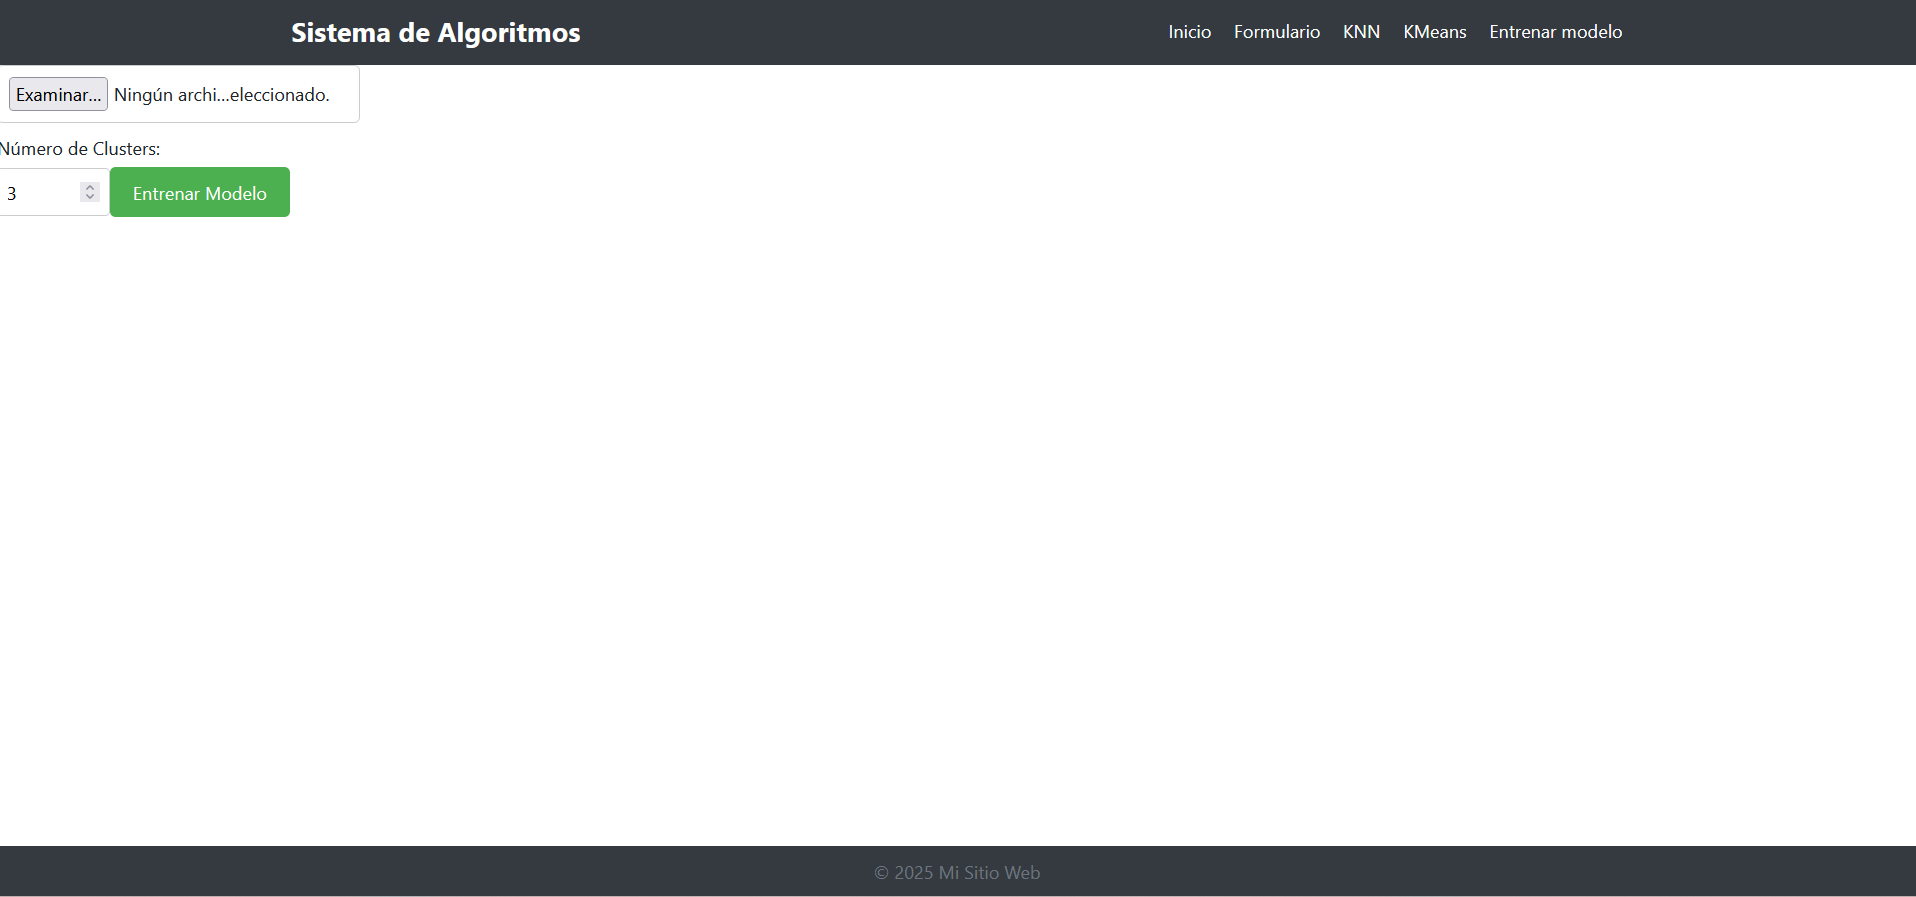 Sistema de Algoritmos
Inicio Formulario KNN KMeans Entrenar modelo
Examinar... Ningún archi...eleccionado.
Número de Clusters:
3 Entrenar Modelo
© 2025 Mi Sitio Web